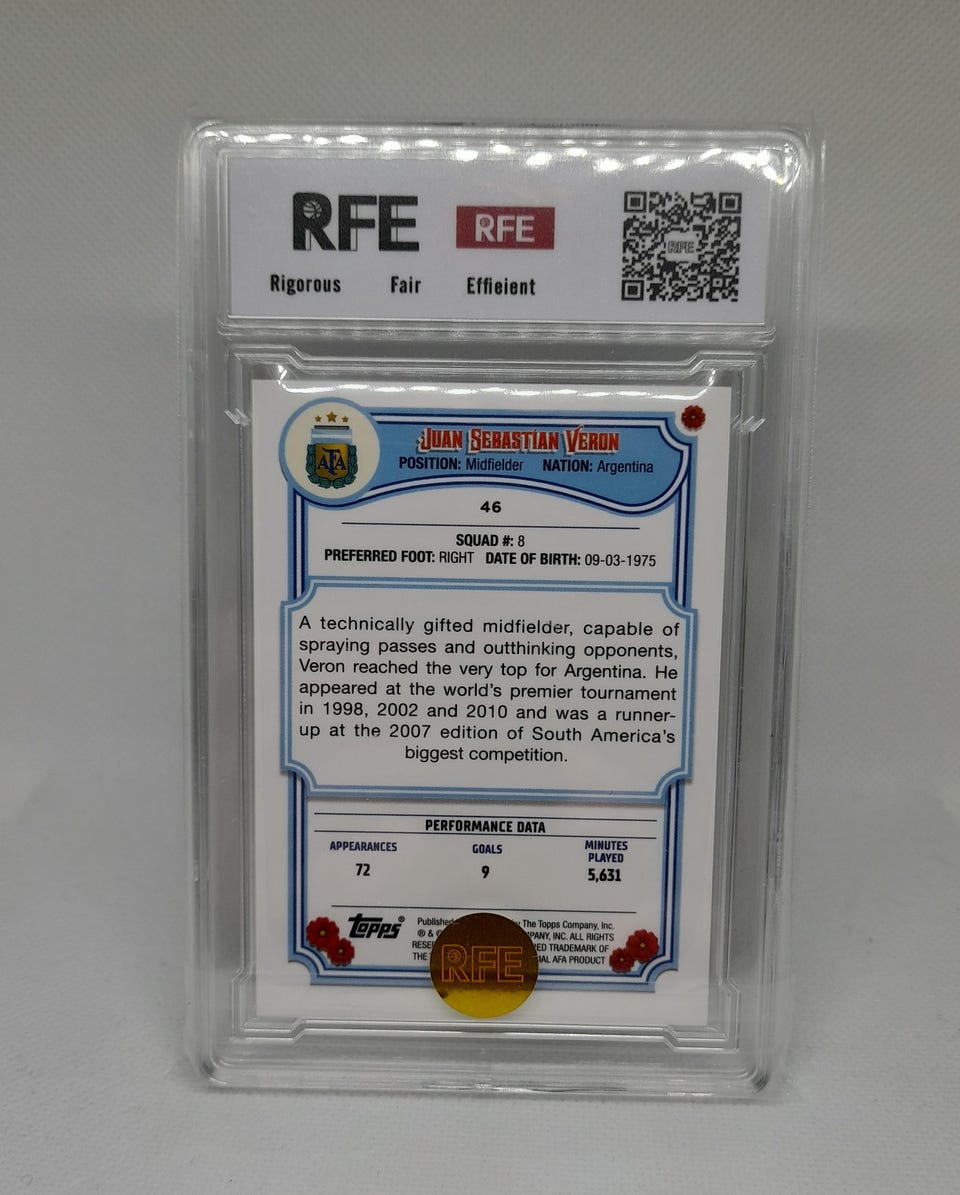 RFE RFE RFE
Rigorous Fair Effieient
AFA
JUAN SEBASTIAN VERON
POSITION: Midfielder NATION: Argentina
46
SQUAD #: 8
PREFERRED FOOT: RIGHT DATE OF BIRTH: 09-03-1975
A technically gifted midfielder, capable of
spraying passes and outthinking opponents,
Veron reached the very top for Argentina. He
appeared at the world's premier tournament
in 1998, 2002 and 2010 and was a runner-
up at the 2007 edition of South America's
biggest competition.
PERFORMANCE DATA
APPEARANCES GOALS MINUTES
PLAYED
72 9 5,631
Topps® Published by The Topps Company, Inc.
® & INC. ALL RIGHTS
TRADEMARK OF
THE AFA PRODUCT
RFE